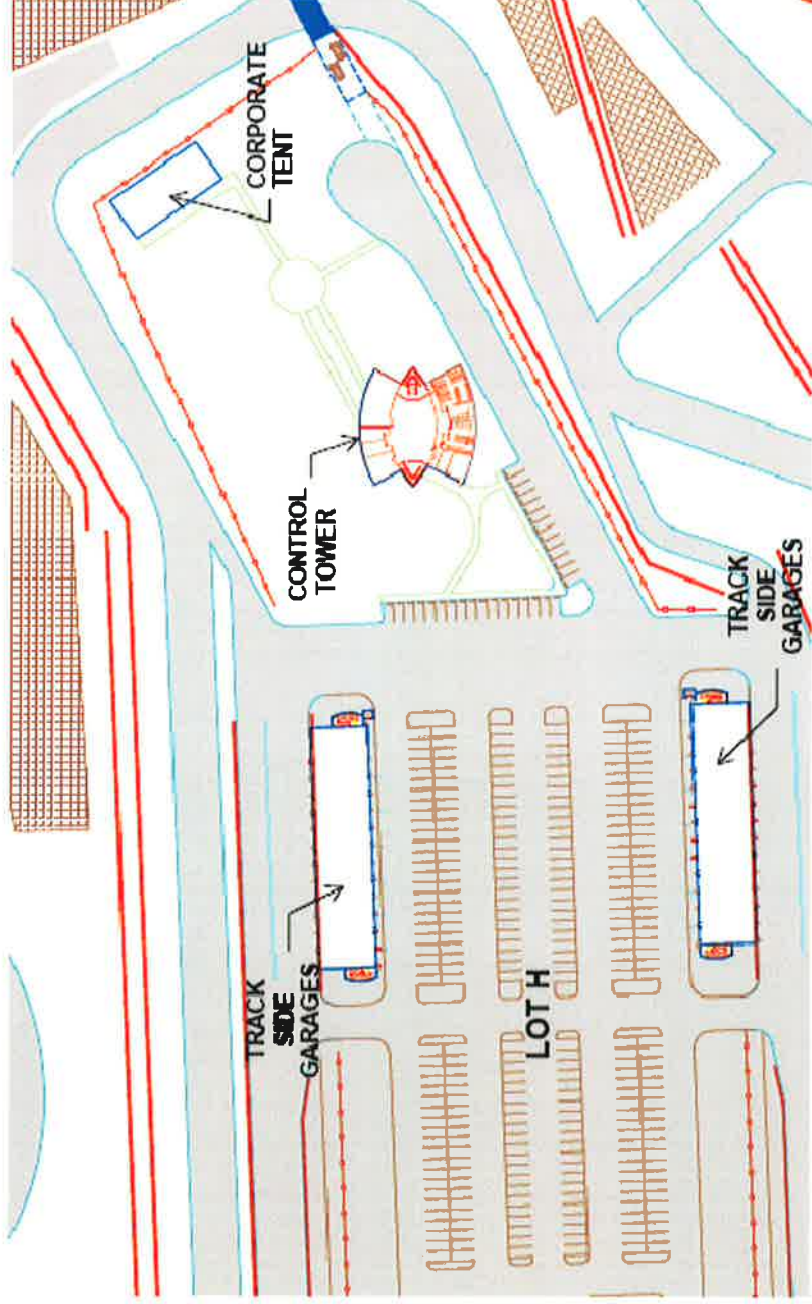 CORPORATE
TENT
CONTROL
TOWER
TRACK
SIDE
GARAGES
TRACK
SIDE
GARAGES
LOT H